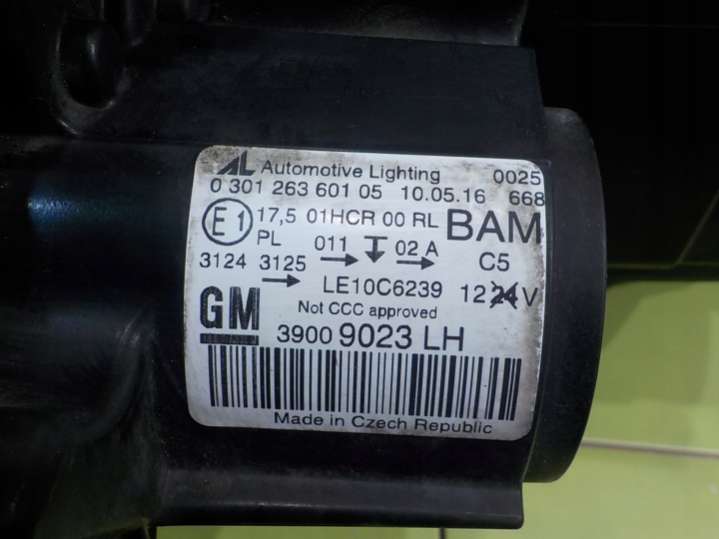 AL Automotive Lighting 0025
0 301 263 601 05 10.05.16 668
E1 17,5 01HCR 00 RL BAM
PL 011 02 A
3124 3125 C5
LE10C6239 12 24 V
GM Not CCC approved
3900 9023 LH
Made in Czech Republic